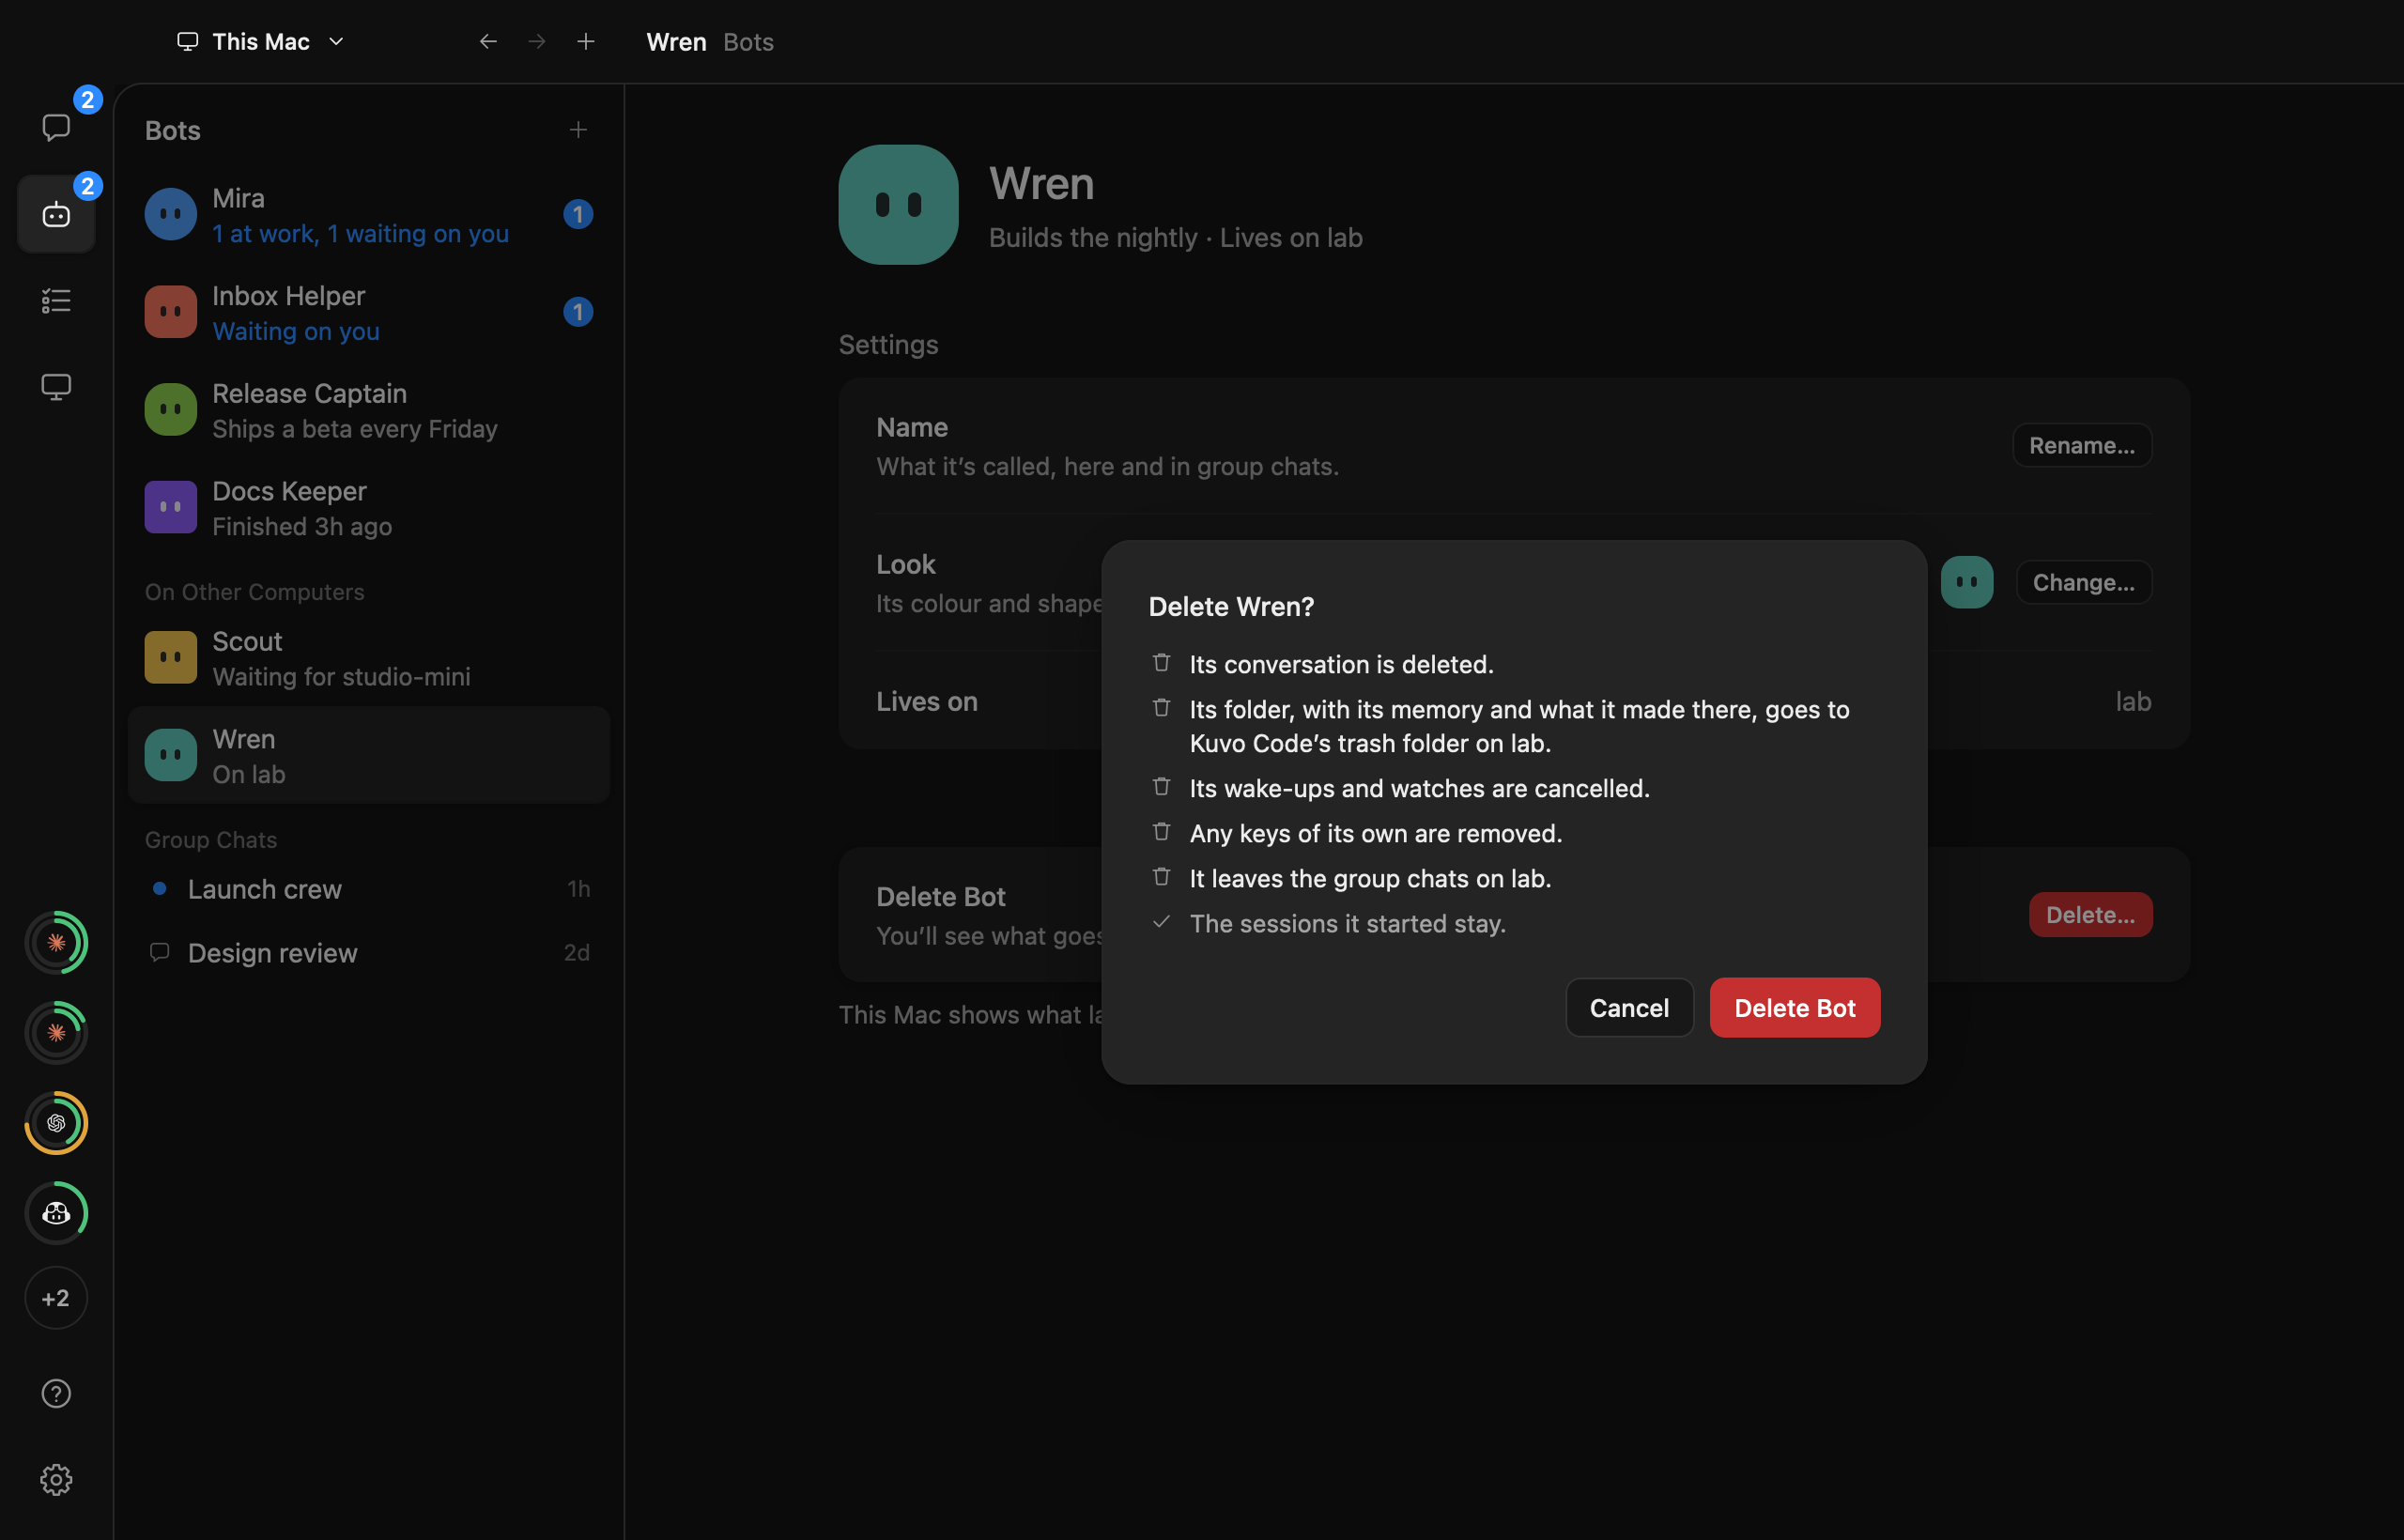 This Mac
Wren Bots
2
2
Bots
Mira
1 at work, 1 waiting on you
1
Inbox Helper
Waiting on you
1
Release Captain
Ships a beta every Friday
Docs Keeper
Finished 3h ago
On Other Computers
Scout
Waiting for studio-mini
Wren
On lab
Group Chats
Launch crew
1h
Design review
2d
+2
Wren
Builds the nightly · Lives on lab
Settings
Name
What it’s called, here and in group chats.
Rename...
Look
Its colour and shape
Change...
Lives on
lab
Delete Bot
You’ll see what goes
Delete...
This Mac shows what
Delete Wren?
Its conversation is deleted.
Its folder, with its memory and what it made there, goes to
Kuvo Code’s trash folder on lab.
Its wake-ups and watches are cancelled.
Any keys of its own are removed.
It leaves the group chats on lab.
The sessions it started stay.
Cancel
Delete Bot